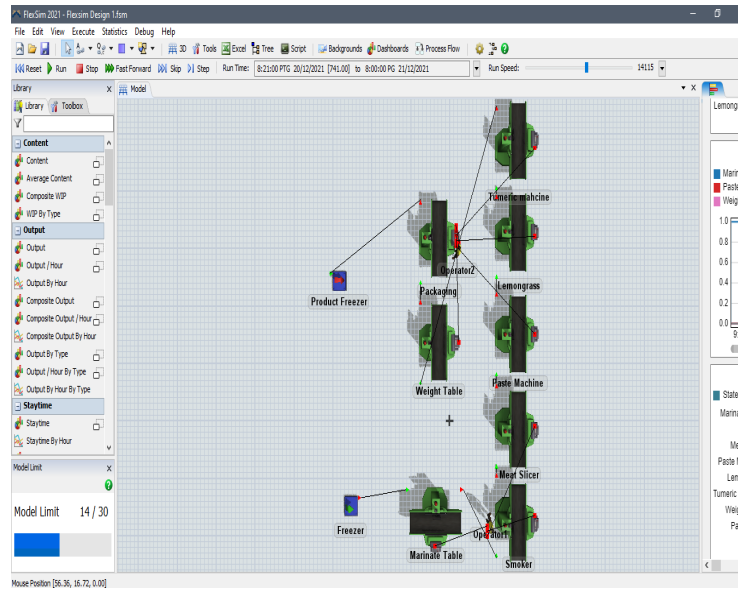 FlexSim 2021 - Flexsim Design 1.fsm
File Edit View Execute Statistics Debug Help
3D Tools Excel Tree Script Backgrounds Dashboards Process Flow
Reset Run Stop Fast Forward Skip Step Run Time: 8:21:00 PTG 20/12/2021 [741.00] to 8:00:00 PG 21/12/2021 Run Speed: 14115
Library x Model x
Library Toolbox
Content
Content
Average Content
Composite WIP
WIP By Type
Output
Output
Output / Hour
Output By Hour
Composite Output
Composite Output / Hour
Composite Output By Hour
Output By Type
Output / Hour By Type
Output By Hour By Type
Staytime
Staytime
Staytime By Hour
Model Limit x
Model Limit 14 / 30
Tumeric mahcine
Operator2
Product Freezer
Packaging
Lemongrass
Weight Table
Paste Machine
Meat Slicer
Freezer
Operator1
Marinate Table
Smoker
Lemong
Marin
Paste
Weig
1.0
0.8
0.6
0.4
0.2
0.0
9
State
Marina
Me
Paste M
Lem
Tumeric
Weig
Pa
Mouse Position [56.36, 16.72, 0.00]